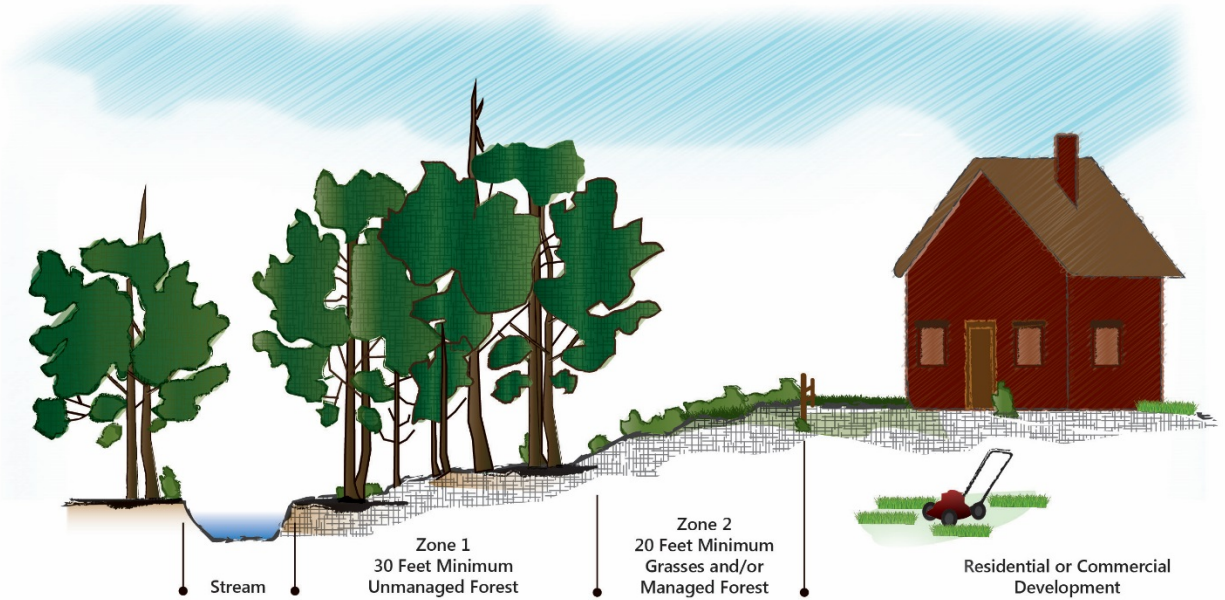 Stream
Zone 1
30 Feet Minimum
Unmanaged Forest
Zone 2
20 Feet Minimum
Grasses and/or
Managed Forest
Residential or Commercial
Development